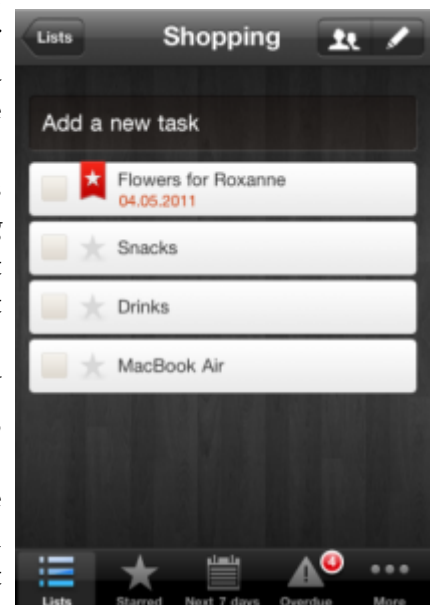 Lists
Shopping
Add a new task
Flowers for Roxanne
04.05.2011
Snacks
Drinks
MacBook Air
4
Lists
Starred
Next 7 days
Overdue
More